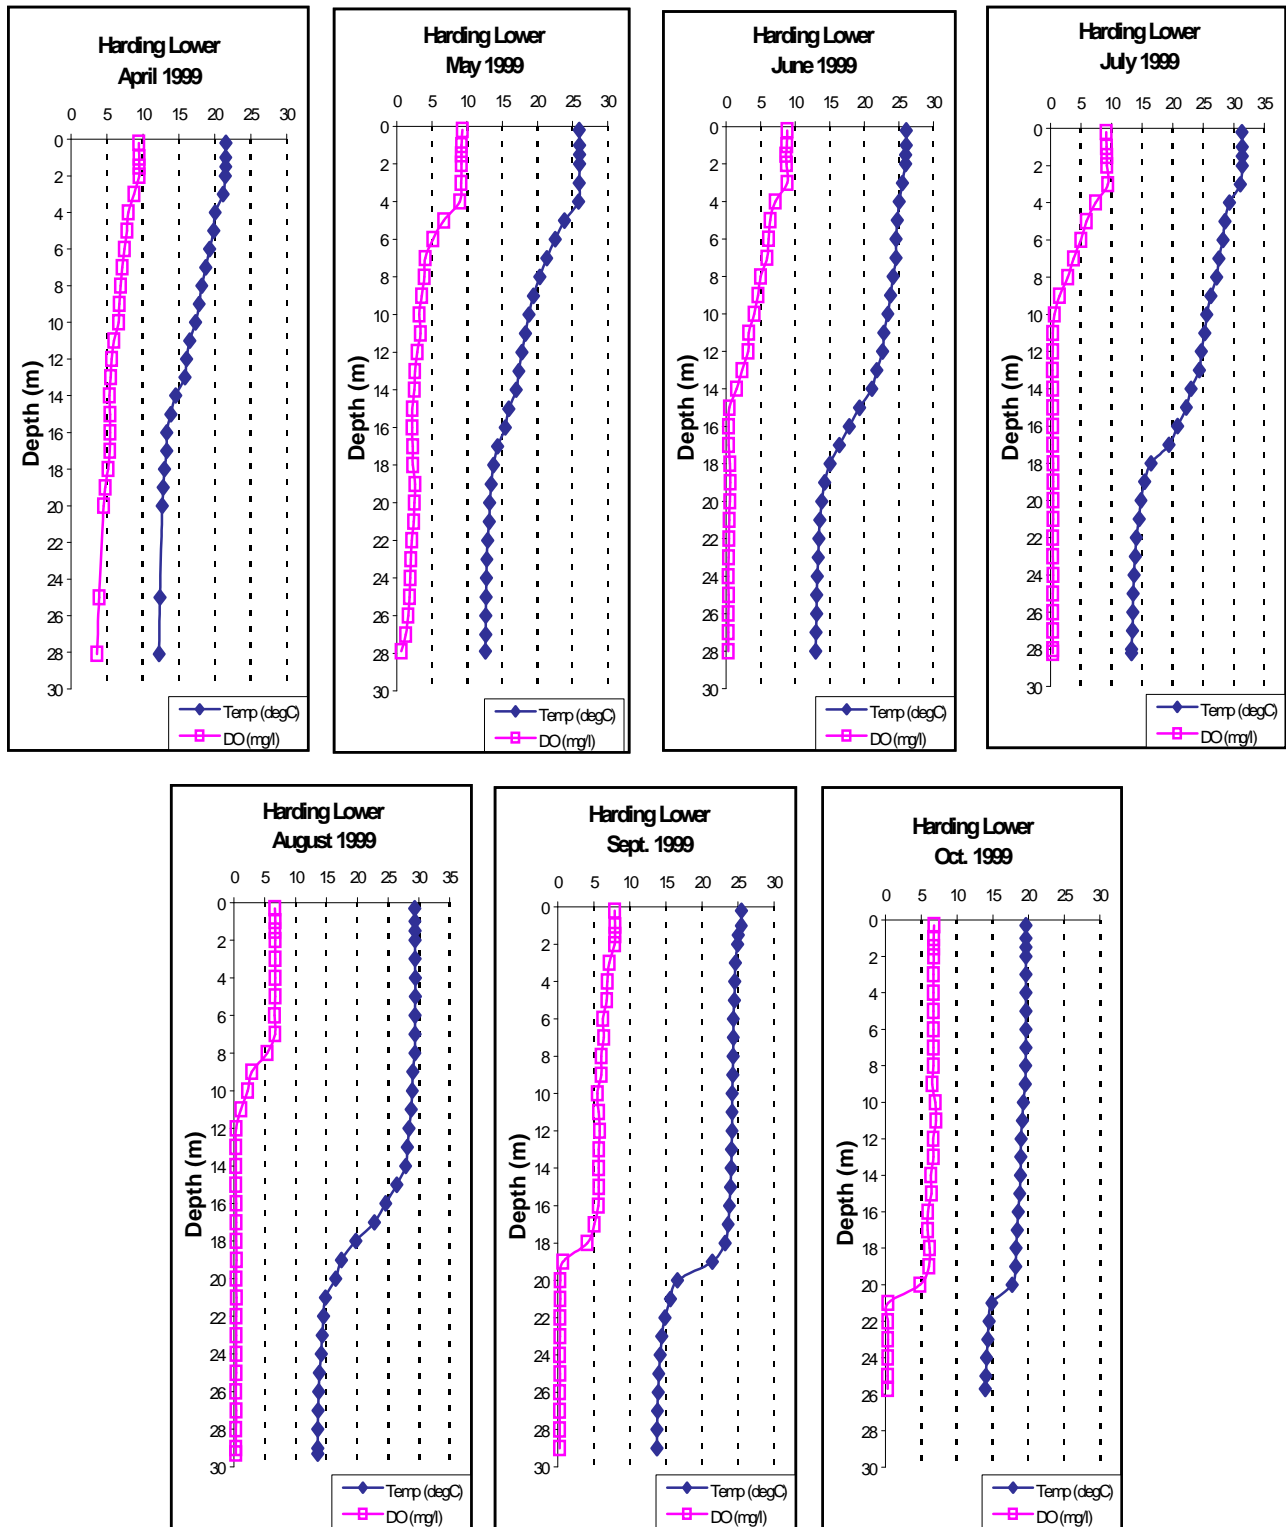 Harding Lower
April 1999
0 5 10 15 20 25 30
0
2
4
6
8
10
12
14
16
18
20
22
24
26
28
30
Depth (m)
Temp (degC)
DO (mg/l)
Harding Lower
May 1999
0 5 10 15 20 25 30
0
2
4
6
8
10
12
14
16
18
20
22
24
26
28
30
Depth (m)
Temp (degC)
DO (mg/l)
Harding Lower
June 1999
0 5 10 15 20 25 30
0
2
4
6
8
10
12
14
16
18
20
22
24
26
28
30
Depth (m)
Temp (degC)
DO (mg/l)
Harding Lower
July 1999
0 5 10 15 20 25 30 35
0
2
4
6
8
10
12
14
16
18
20
22
24
26
28
30
Depth (m)
Temp (degC)
DO (mg/l)
Harding Lower
August 1999
0 5 10 15 20 25 30 35
0
2
4
6
8
10
12
14
16
18
20
22
24
26
28
30
Depth (m)
Temp (degC)
DO (mg/l)
Harding Lower
Sept. 1999
0 5 10 15 20 25 30
0
2
4
6
8
10
12
14
16
18
20
22
24
26
28
30
Depth (m)
Temp (degC)
DO (mg/l)
Harding Lower
Oct. 1999
0 5 10 15 20 25 30
0
2
4
6
8
10
12
14
16
18
20
22
24
26
28
30
Depth (m)
Temp (degC)
DO (mg/l)